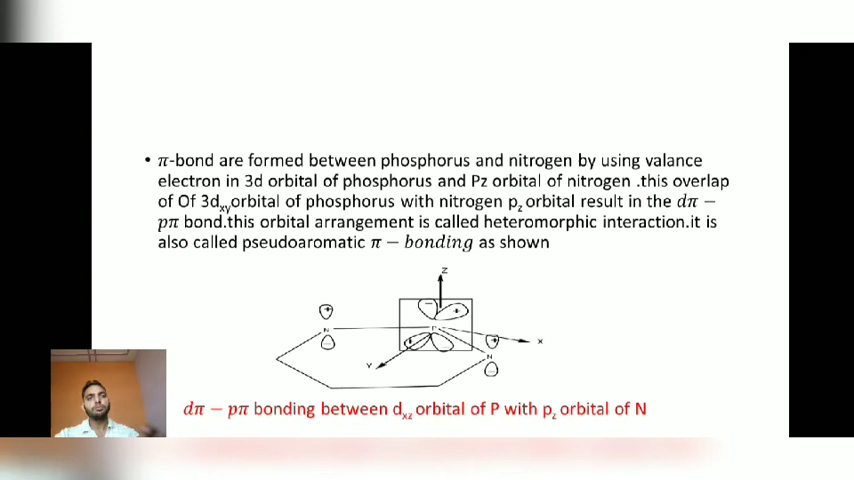 • π-bond are formed between phosphorus and nitrogen by using valance
electron in 3d orbital of phosphorus and Pz orbital of nitrogen .this overlap
of Of 3dxyorbital of phosphorus with nitrogen pz orbital result in the dπ −
pπ bond.this orbital arrangement is called heteromorphic interaction.it is
also called pseudoaromatic π − bonding as shown
Z
− +
+
N P X
+ −
− + N
Y
−
dπ − pπ bonding between dxz orbital of P with pz orbital of N